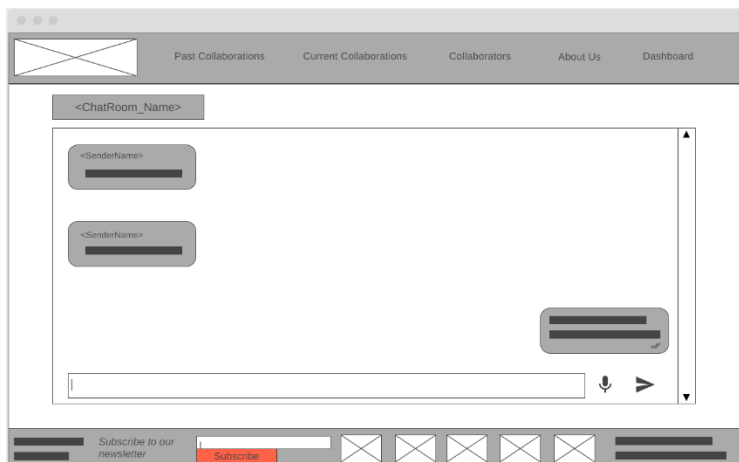 Past Collaborations
Current Collaborations
Collaborators
About Us
Dashboard
<ChatRoom_Name>
<SenderName>
<SenderName>
Subscribe to our
newsletter
Subscribe